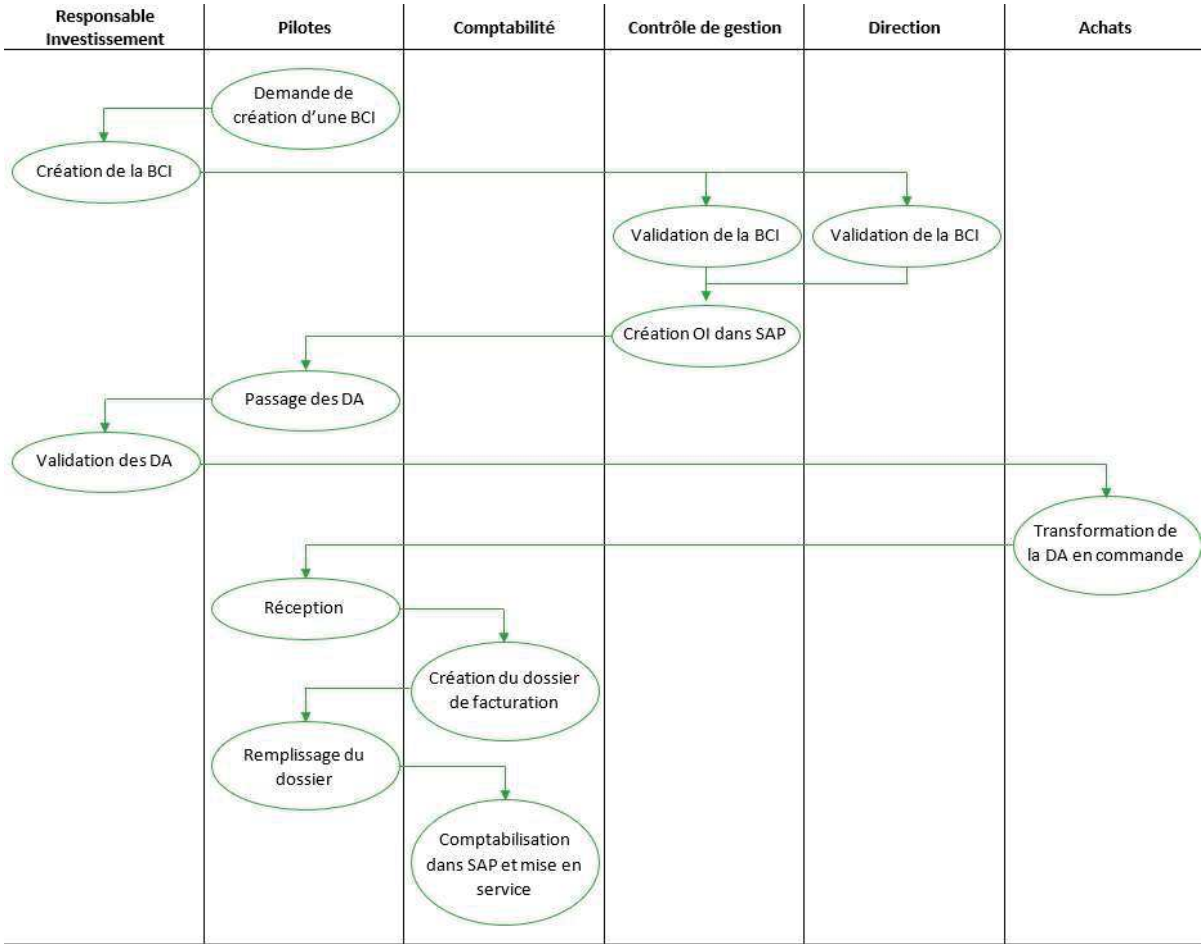 Responsable
Investissement
Pilotes
Comptabilité
Contrôle de gestion
Direction
Achats
Demande de
création d’une BCI
Création de la BCI
Validation de la BCI
Validation de la BCI
Création OI dans SAP
Passage des DA
Validation des DA
Transformation de
la DA en commande
Réception
Création du dossier
de facturation
Remplissage du
dossier
Comptabilisation
dans SAP et mise en
service